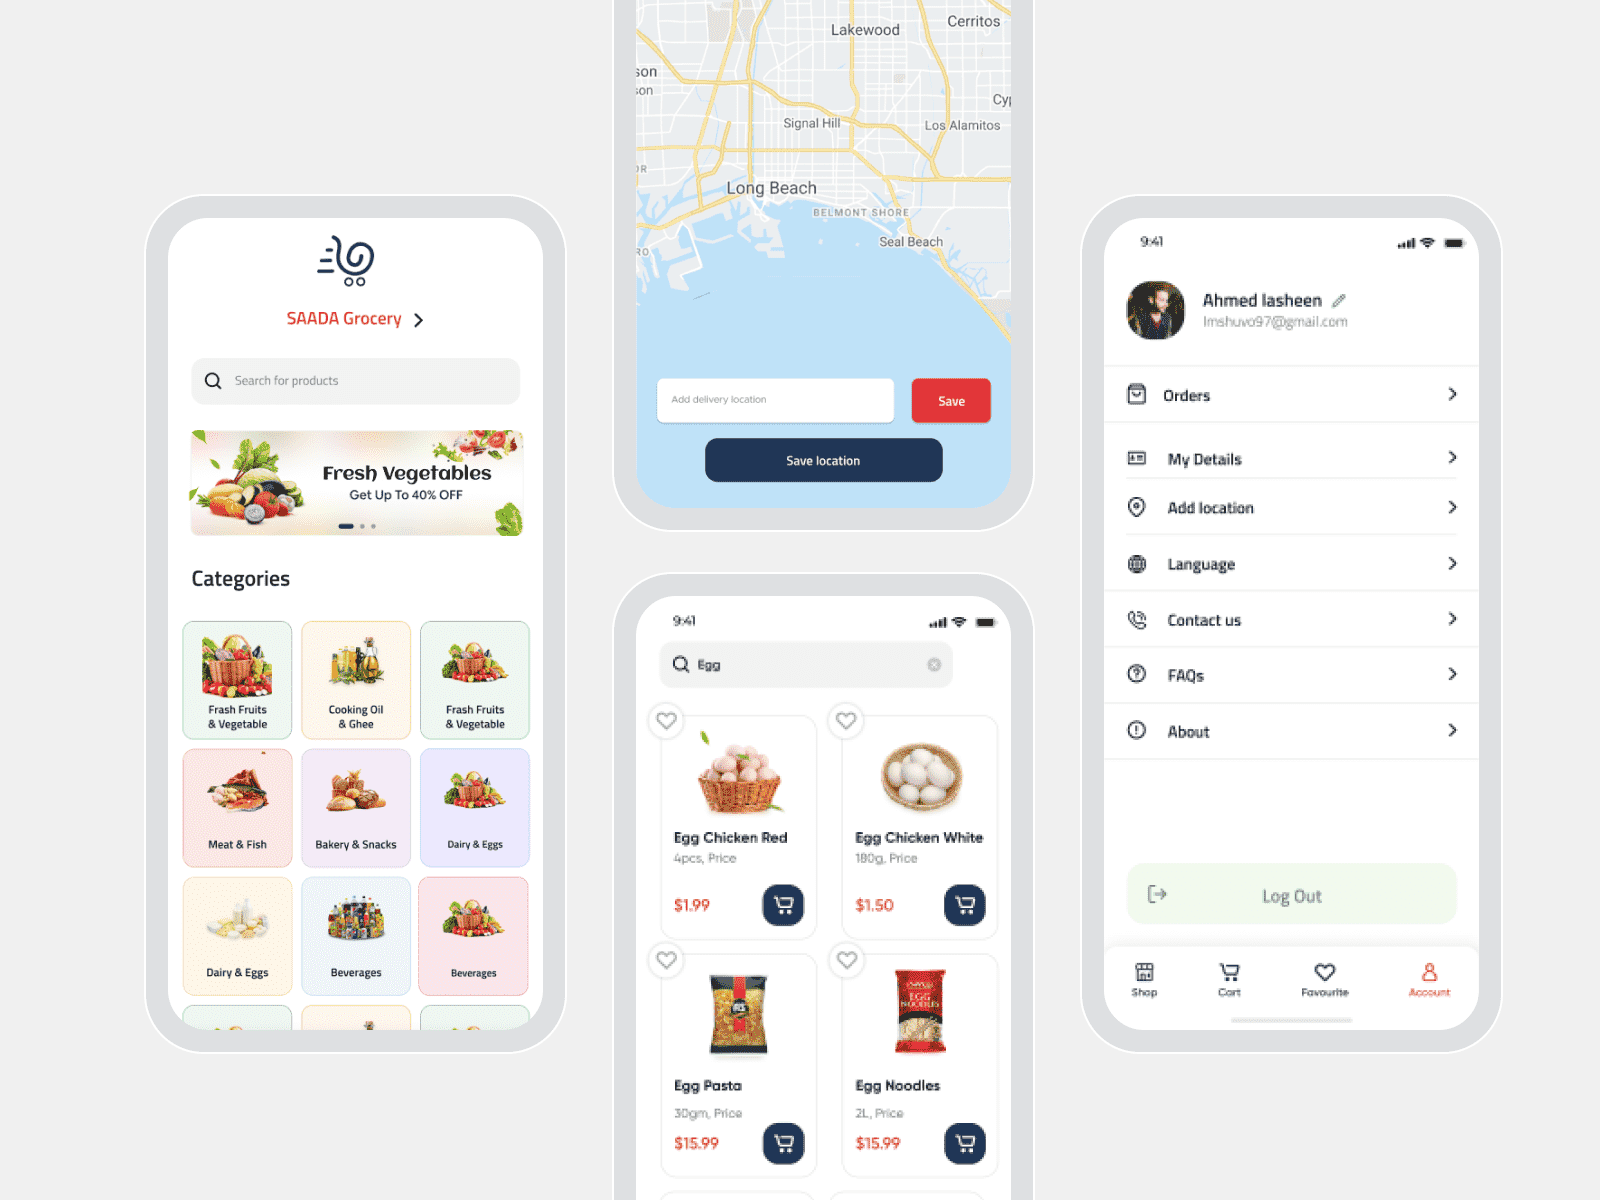 SAADA Grocery
Search for products
Fresh Vegetables
Get Up To 40% OFF
Categories
Frash Fruits
& Vegetable
Cooking Oil
& Ghee
Frash Fruits
& Vegetable
Meat & Fish
Bakery & Snacks
Dairy & Eggs
Dairy & Eggs
Beverages
Beverages
Cerritos
Lakewood
son
son
Cyp
Signal Hill
Los Alamitos
OR
Long Beach
BELMONT SHORE
Seal Beach
RO
Add delivery location
Save
Save location
9:41
Egg
Egg Chicken Red
4pcs, Price
$1.99
Egg Chicken White
180g, Price
$1.50
Egg Pasta
30gm, Price
$15.99
EGG
NOODLES
Egg Noodles
2L, Price
$15.99
9:41
Ahmed lasheen
Imshuvo97@gmail.com
Orders
My Details
Add location
Language
Contact us
FAQs
About
Log Out
Shop
Cart
Favourite
Account